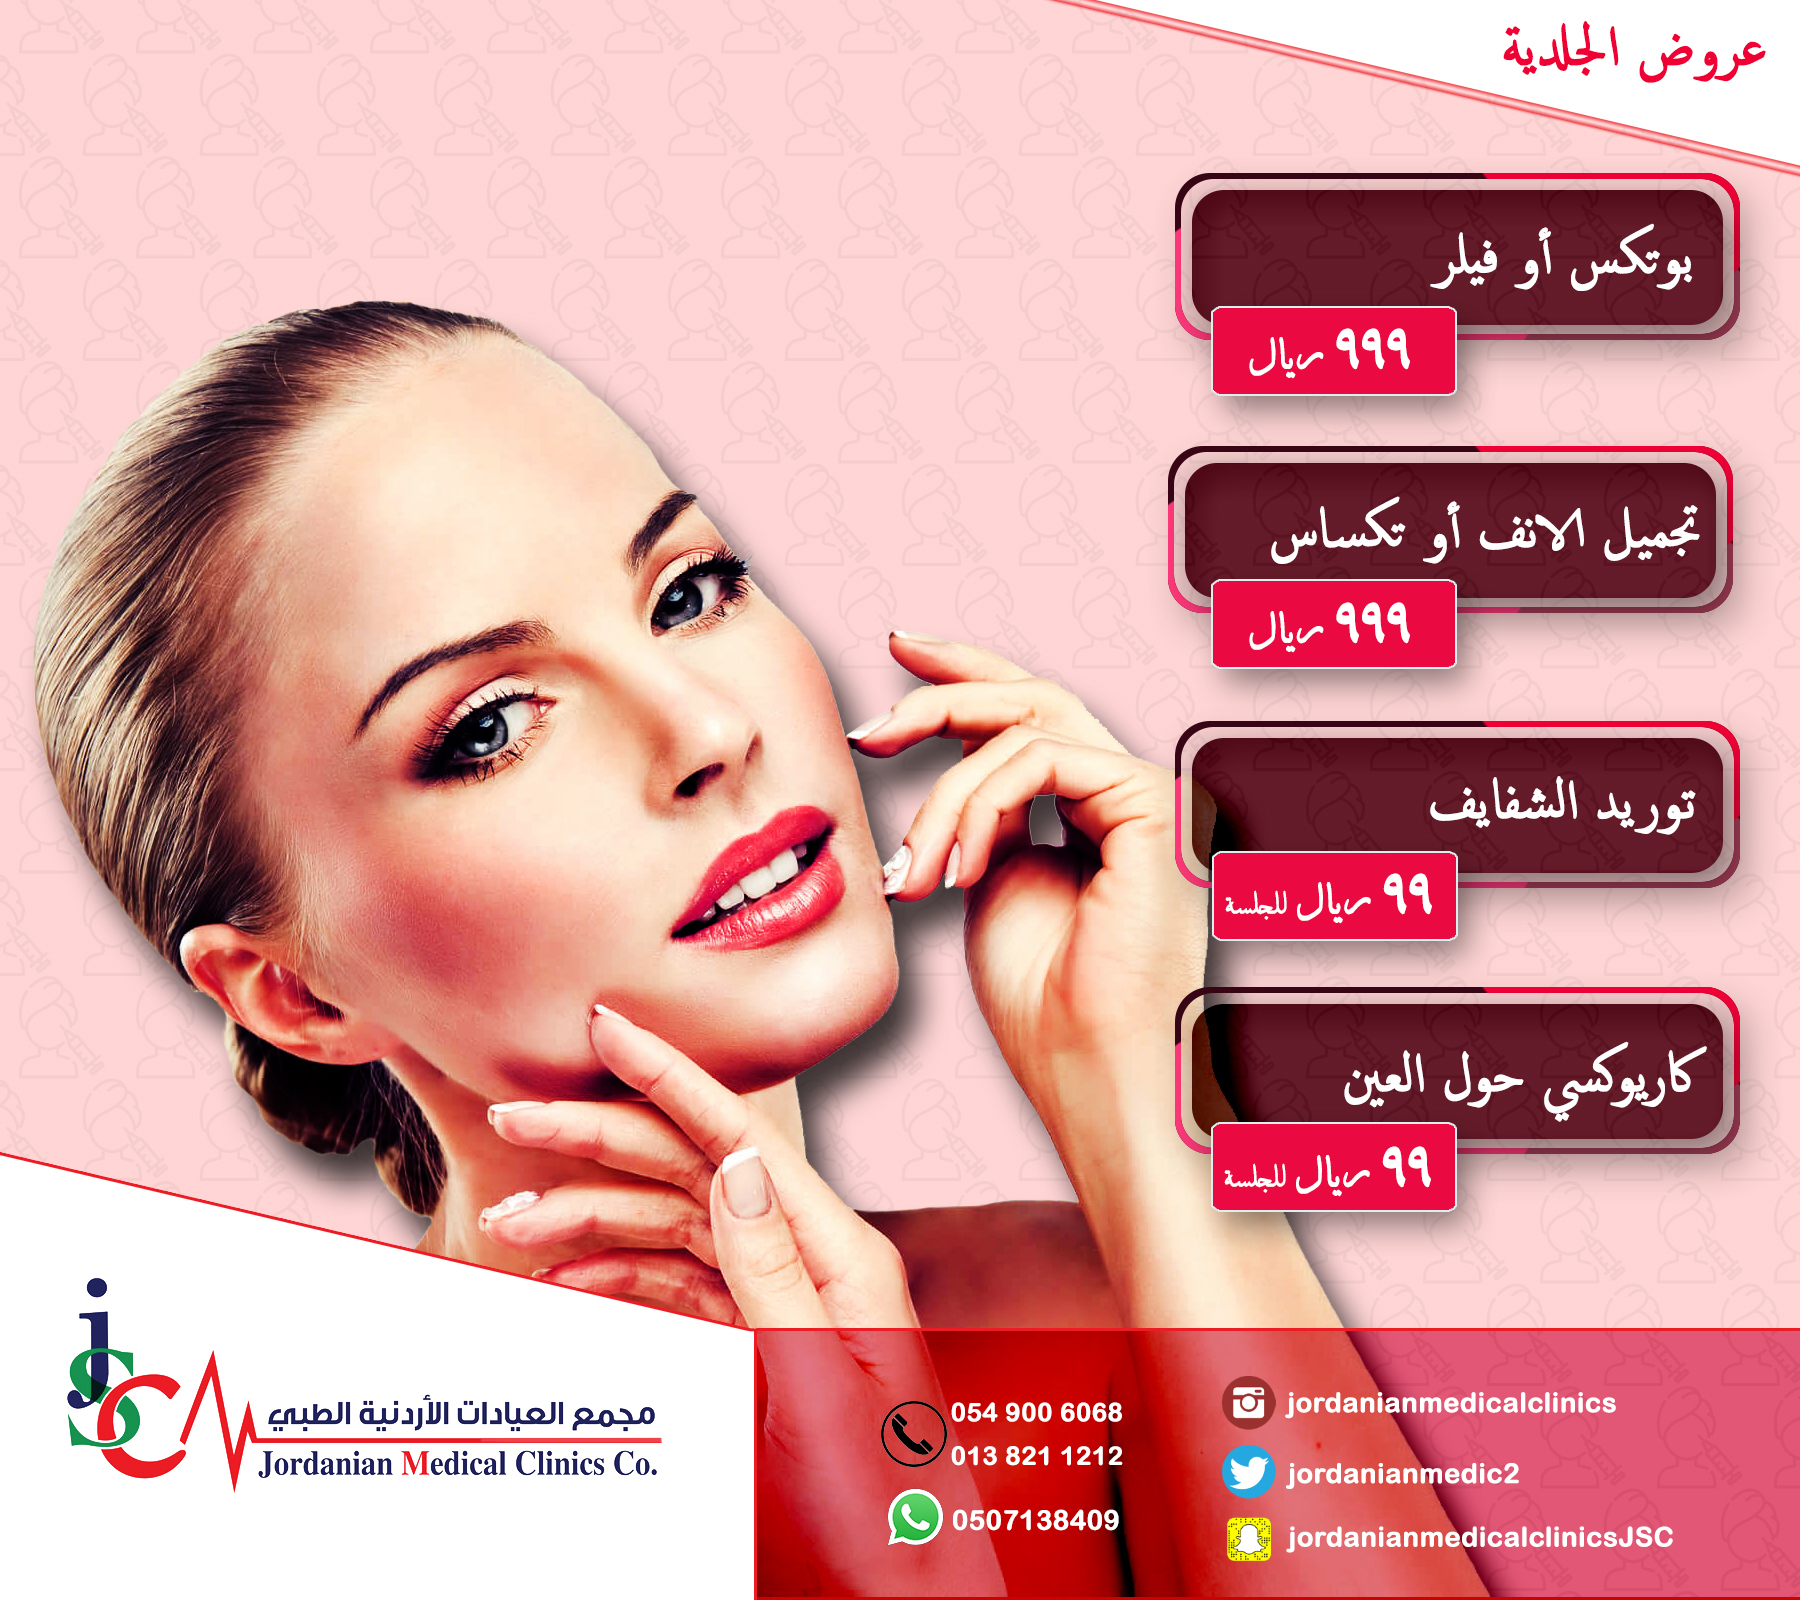 عروض الجلدية
بوتكس أو فيلر
٩٩٩ ريال
تجميل الانف أو تكساس
٩٩٩ ريال
توريد الشفايف
٩٩ ريال للجلسة
كاريوكسي حول العين
٩٩ ريال للجلسة
jsc
مجمع العيادات الأردنية الطبي
Jordanian Medical Clinics Co.
054 900 6068
013 821 1212
0507138409
jordanianmedicalclinics
jordanianmedic2
jordanianmedicalclinicsJSC